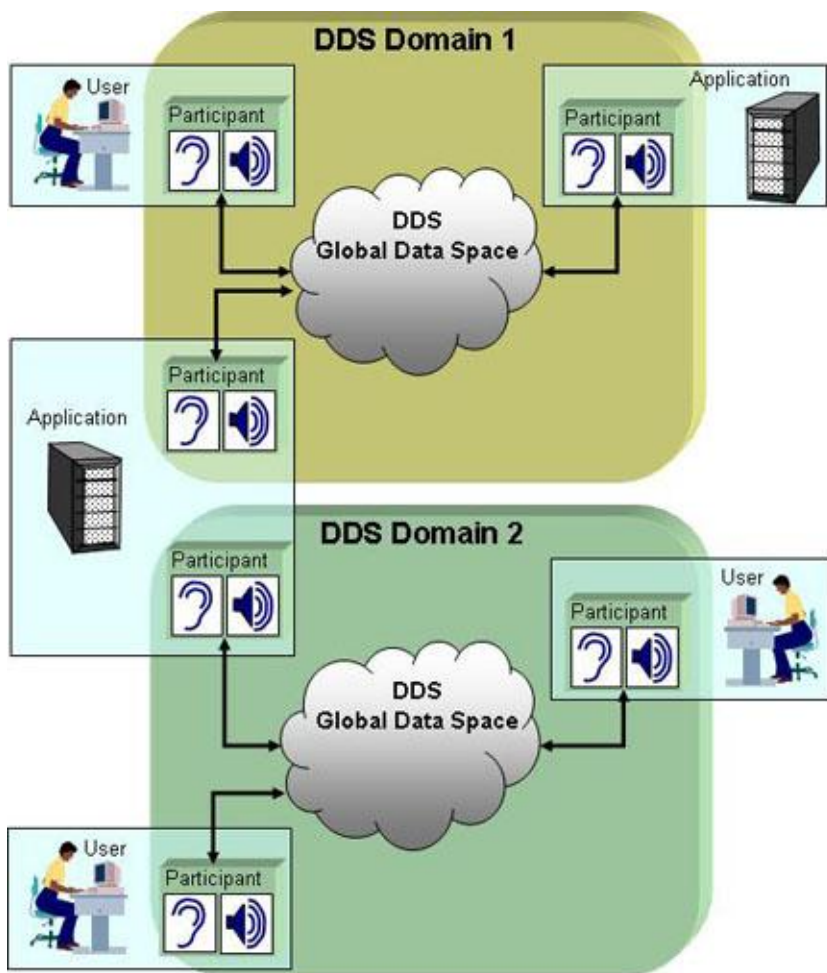 DDS Domain 1
User
Participant
Application
Participant
DDS
Global Data Space
Participant
Application
DDS Domain 2
Participant
User
Participant
DDS
Global Data Space
User
Participant